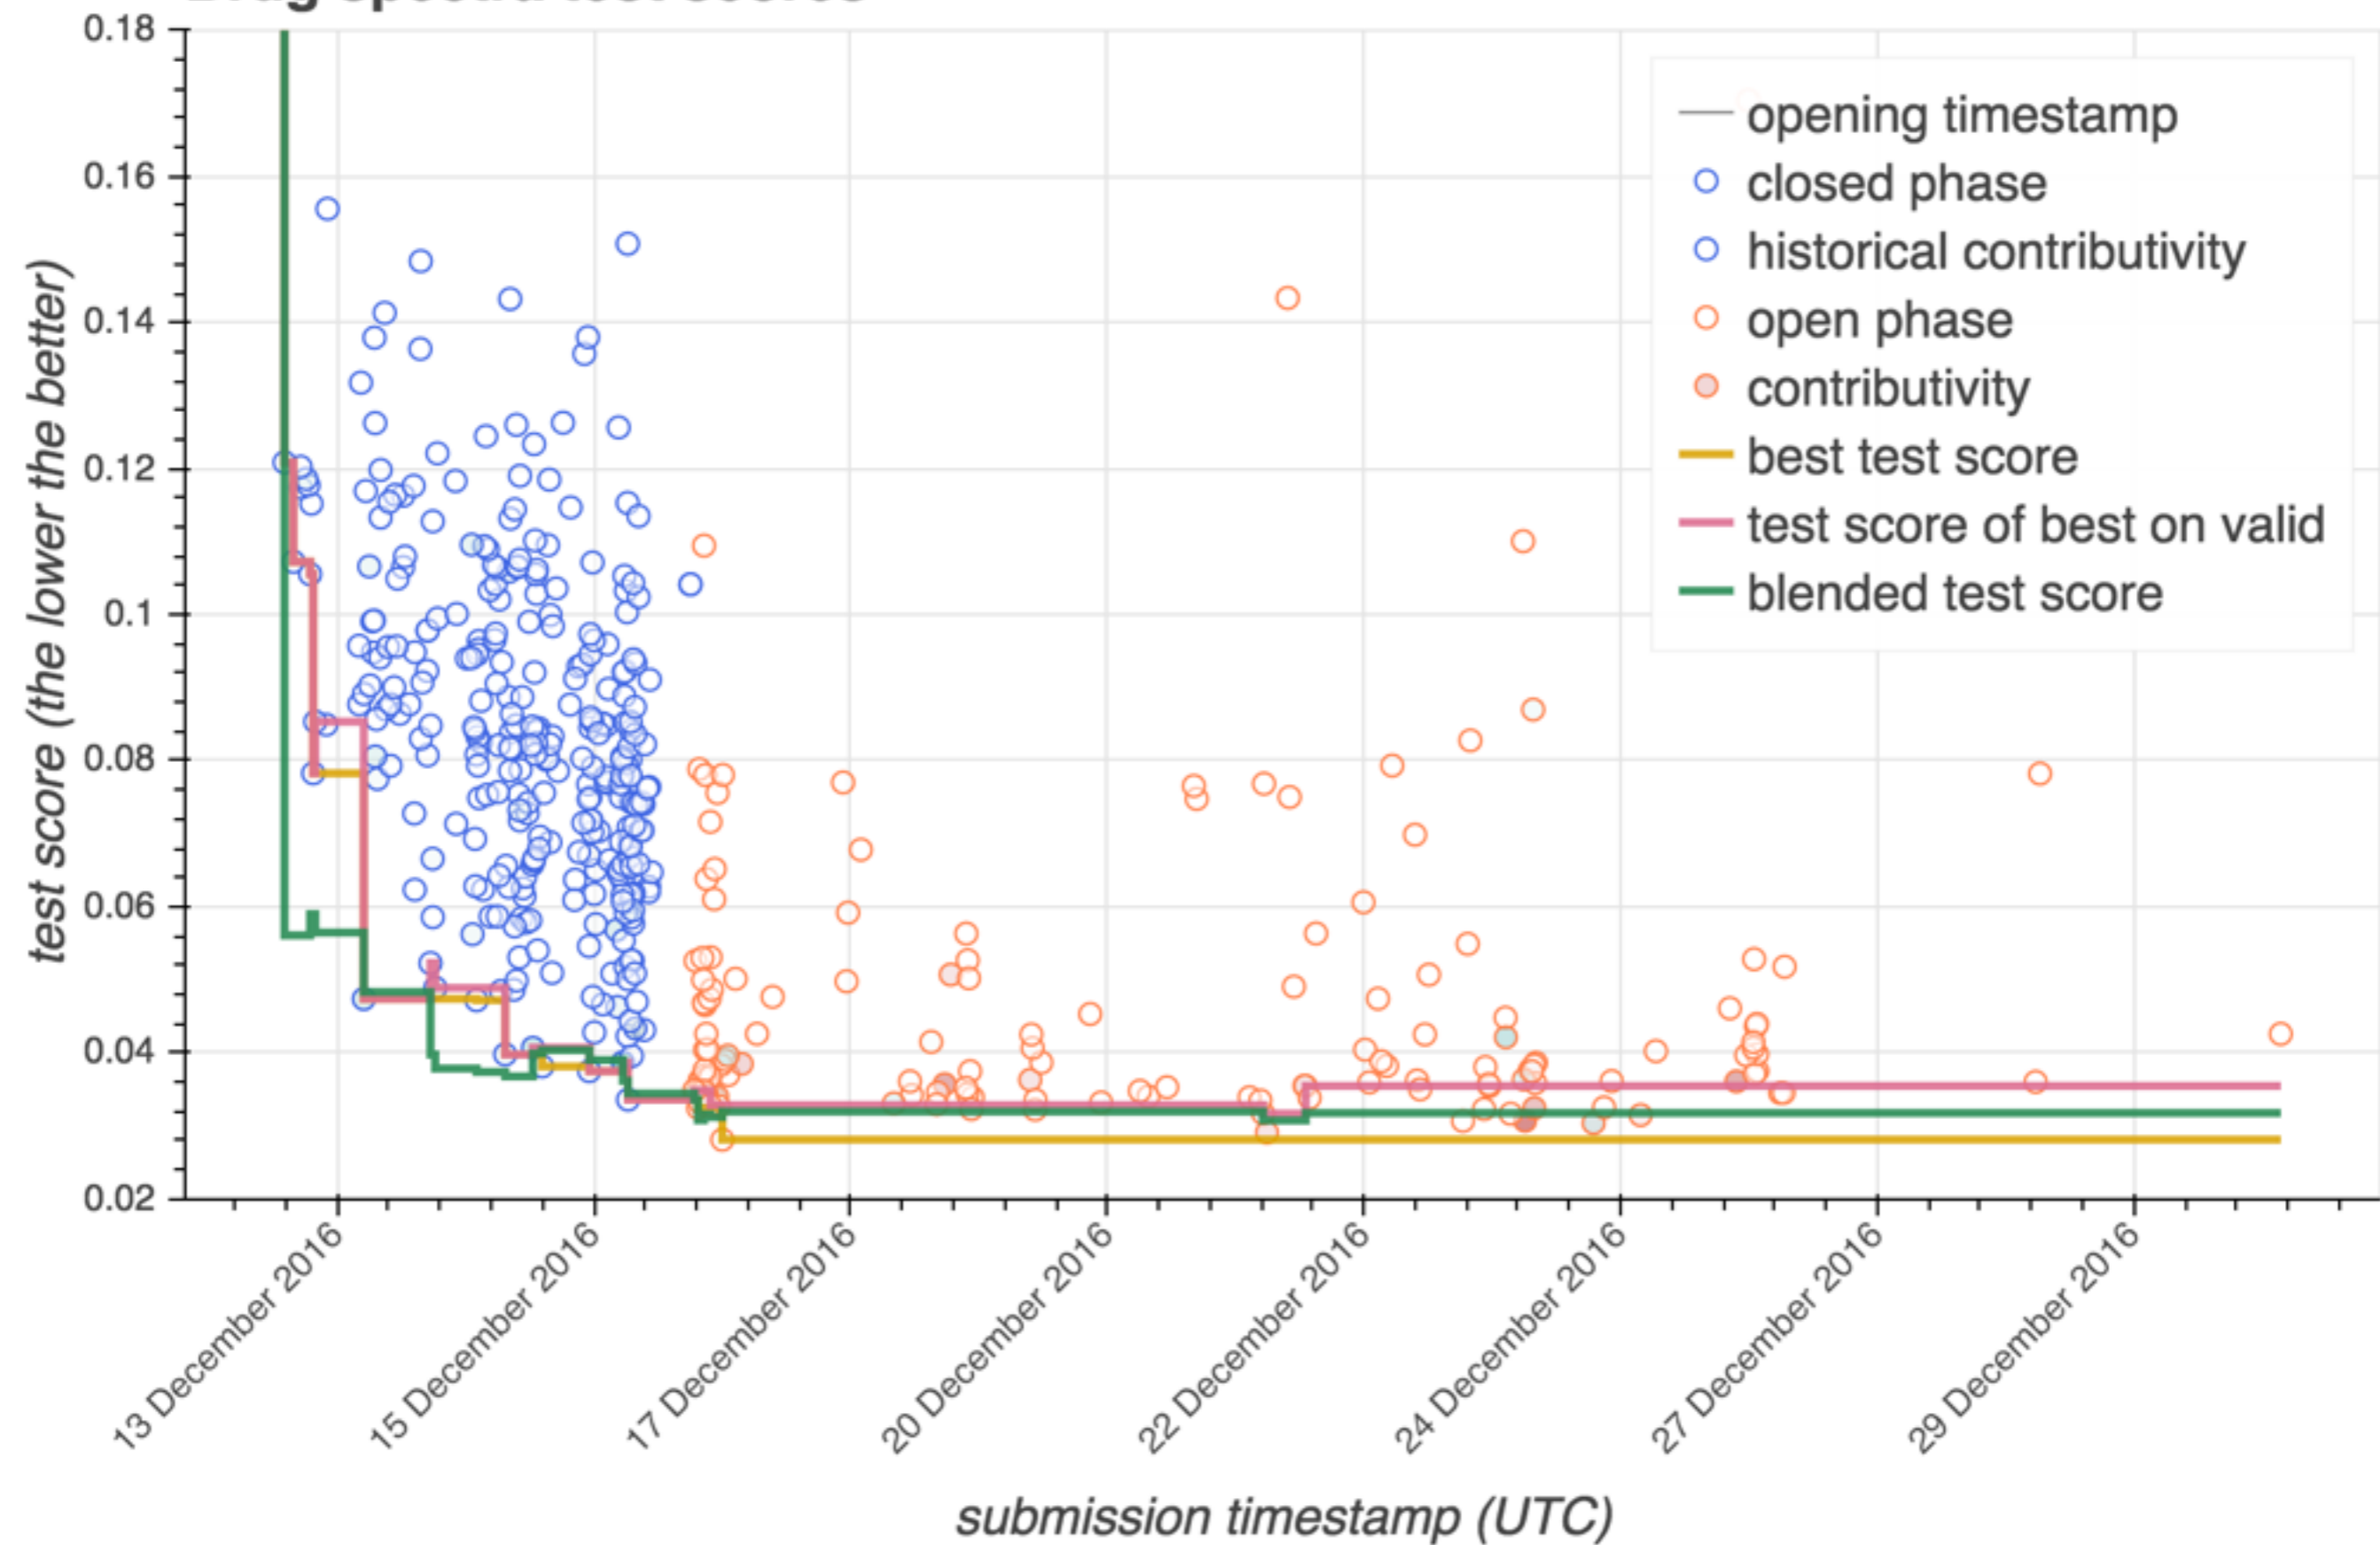 0.18
0.16
0.14
0.12
0.1
0.08
0.06
0.04
0.02
test score (the lower the better)
opening timestamp
closed phase
historical contributivity
open phase
contributivity
best test score
test score of best on valid
blended test score
13 December 2016
15 December 2016
17 December 2016
20 December 2016
22 December 2016
24 December 2016
27 December 2016
29 December 2016
submission timestamp (UTC)